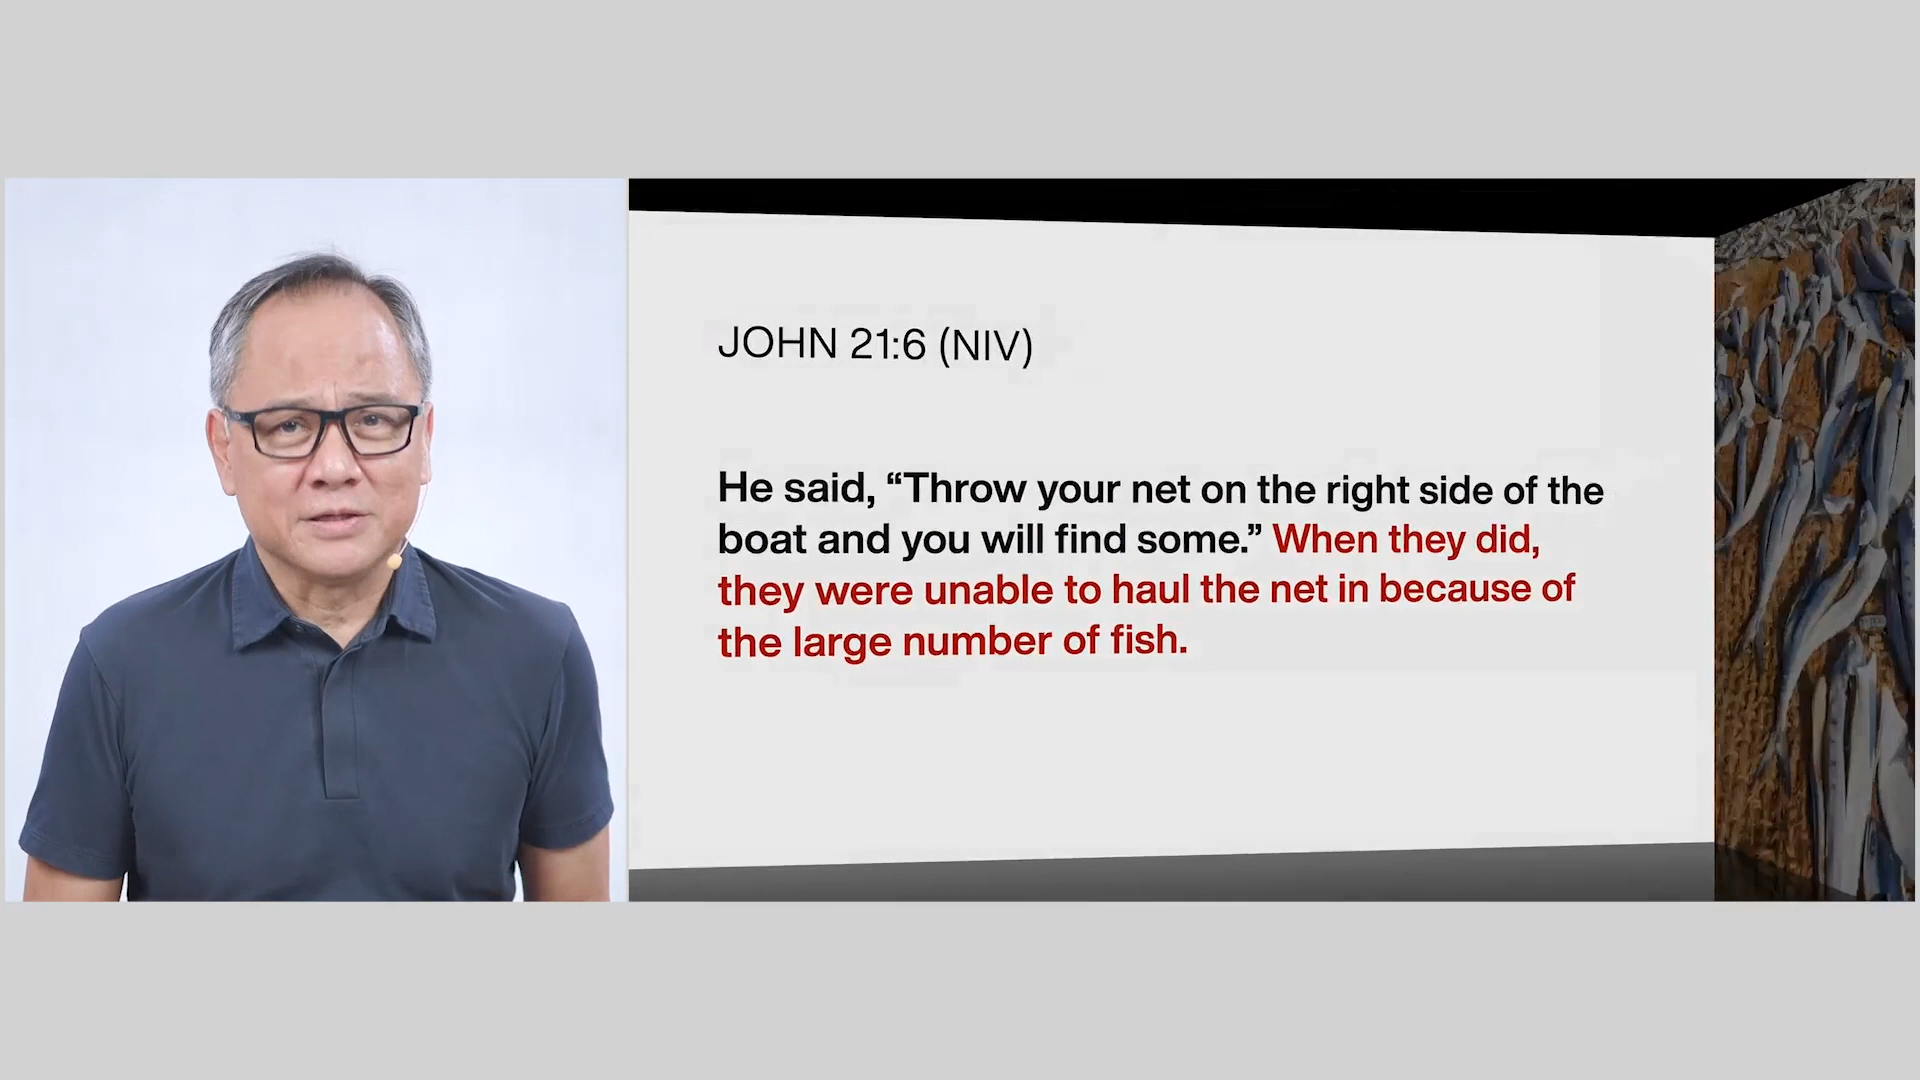 JOHN 21:6 (NIV)
He said, “Throw your net on the right side of the
boat and you will find some.” When they did,
they were unable to haul the net in because of
the large number of fish.